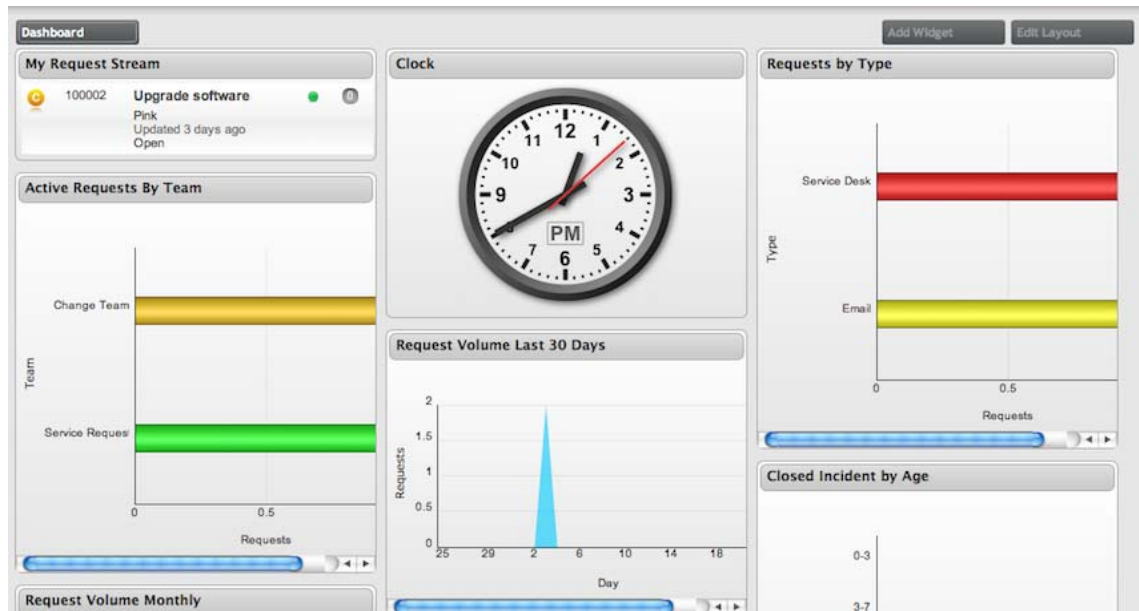 Dashboard
Add Widget
Edit Layout
My Request Stream
100002
Upgrade software
0
Pink
Updated 3 days ago
Open
Active Requests By Team
Team
Change Team
Service Reques
0
0.5
Requests
Request Volume Monthly
Clock
12
1
2
3
4
5
6
7
8
9
10
11
PM
Request Volume Last 30 Days
Requests
2
1.5
1
0.5
0
25
29
2
6
10
14
18
Day
Requests by Type
Type
Service Desk
Email
0
0.5
Requests
Closed Incident by Age
0-3
3-7